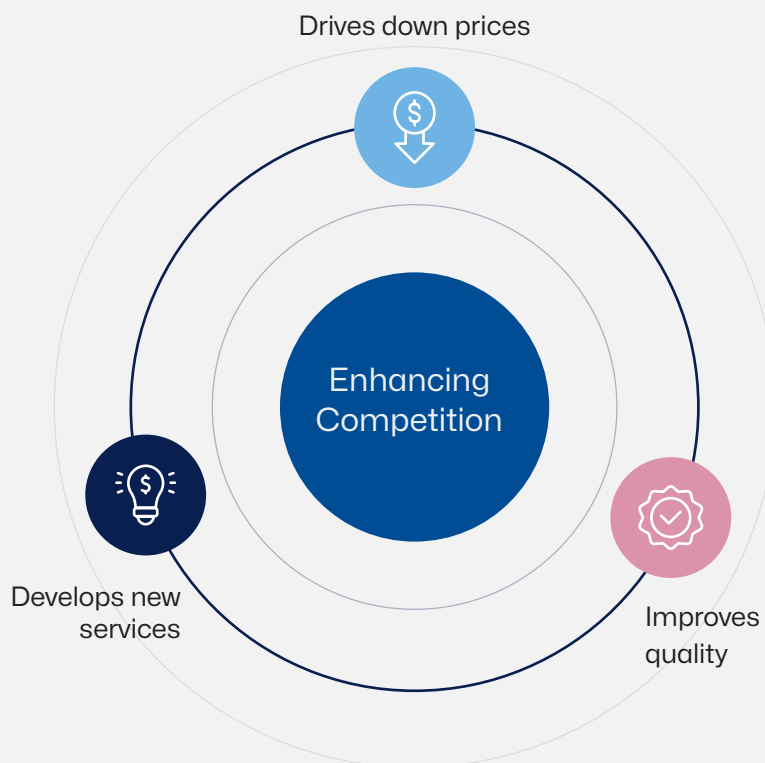 Drives down prices
$
Enhancing
Competition
$
Develops new
services
Improves
quality